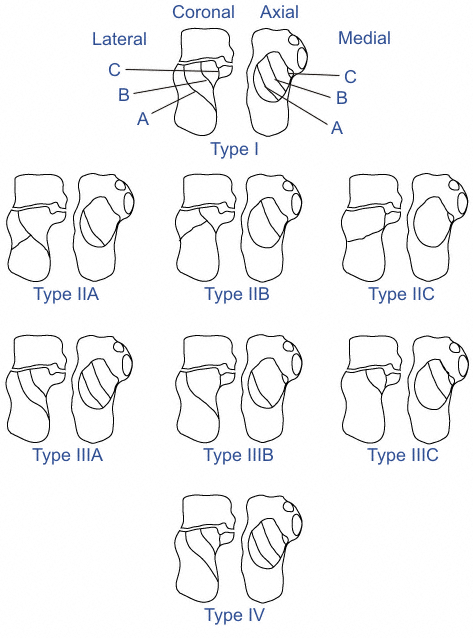 Coronal Axial
Lateral Medial
C C
B B
A A
Type I
Type IIA Type IIB Type IIC
Type IIIA Type IIIB Type IIIC
Type IV